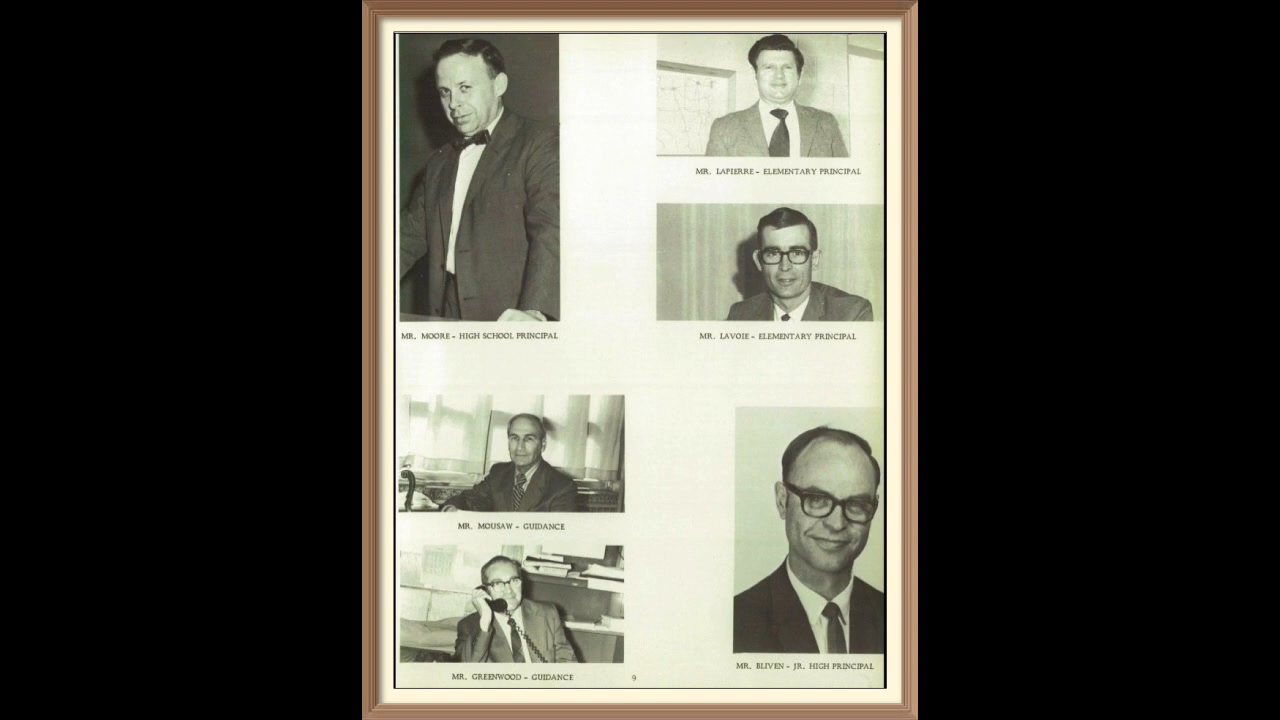 MR. LAPIERRE - ELEMENTARY PRINCIPAL
MR. MOORE - HIGH SCHOOL PRINCIPAL
MR. LAVOIE - ELEMENTARY PRINCIPAL
MR. MOUSAW - GUIDANCE
MR. BLIVEN - JR. HIGH PRINCIPAL
MR. GREENWOOD - GUIDANCE
9